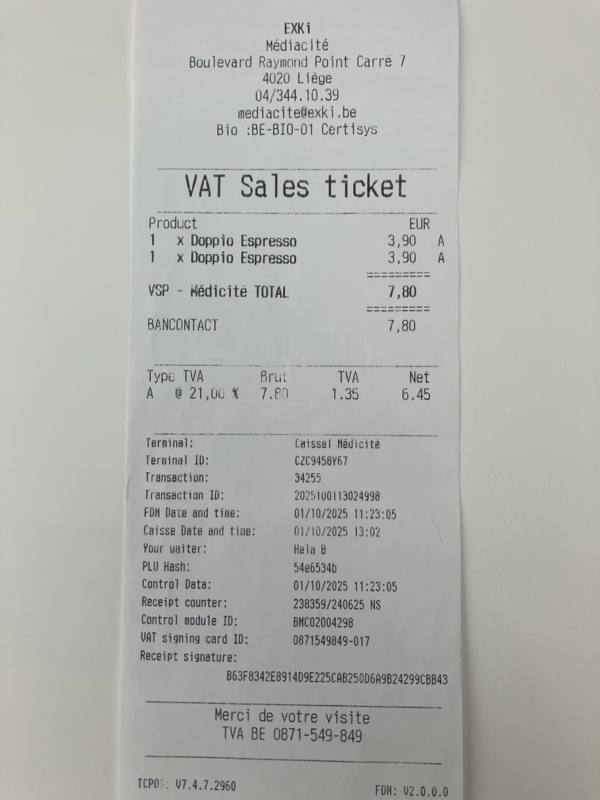 EXKi
Médiacité
Boulevard Raymond Point Carré 7
4020 Liège
04/344.10.39
mediacite@exki.be
Bio :BE-BIO-01 Certisys
VAT Sales ticket
Product EUR
1 x Doppio Espresso 3,90 A
1 x Doppio Espresso 3,90 A
=========
VSP - Médicité TOTAL 7,80
=========
BANCONTACT 7,80
Type TVA Brut TVA Net
A @ 21,00 % 7.80 1.35 6.45
Terminal: Caisse1 Médicité
Terminal ID: CZC9458Y67
Transaction: 34255
Transaction ID: 2025100113024998
FDM Date and time: 01/10/2025 11:23:05
Caisse Date and time: 01/10/2025 13:02
Your waiter: Hela B
PLU Hash: 54e6534b
Control Data: 01/10/2025 11:23:05
Receipt counter: 238359/240625 NS
Control module ID: BMC02004298
VAT signing card ID: 0871549849-017
Receipt signature:
B63F8342E8914D9E225CAB250D6A9B24299CBB43
Merci de votre visite
TVA BE 0871-549-849
TCPOS: V7.4.7.2960 FDM: V2.0.0.0